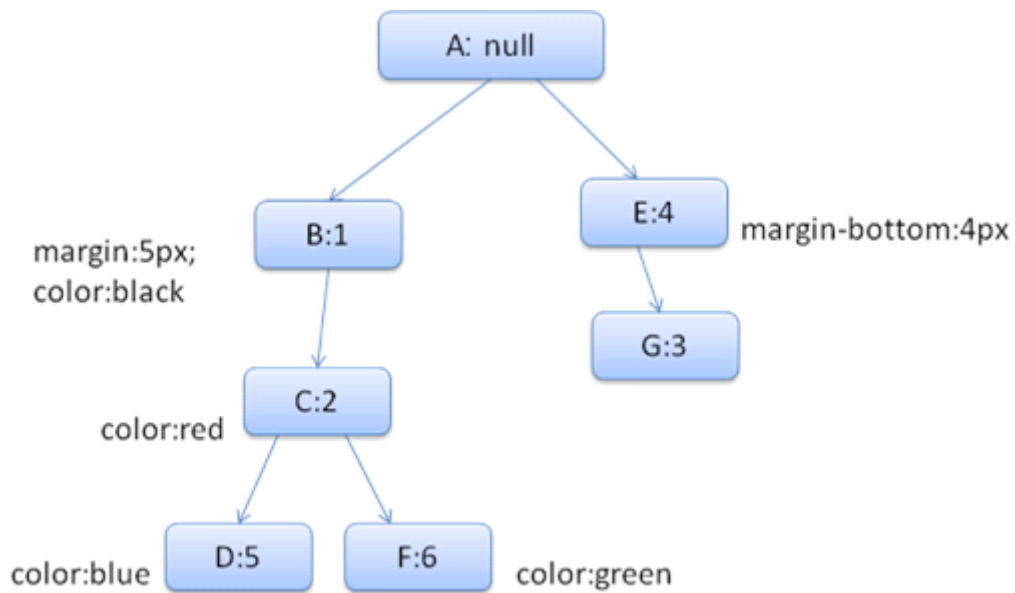 A: null
B:1
E:4
margin:5px;
color:black
margin-bottom:4px
G:3
C:2
color:red
D:5
F:6
color:blue
color:green